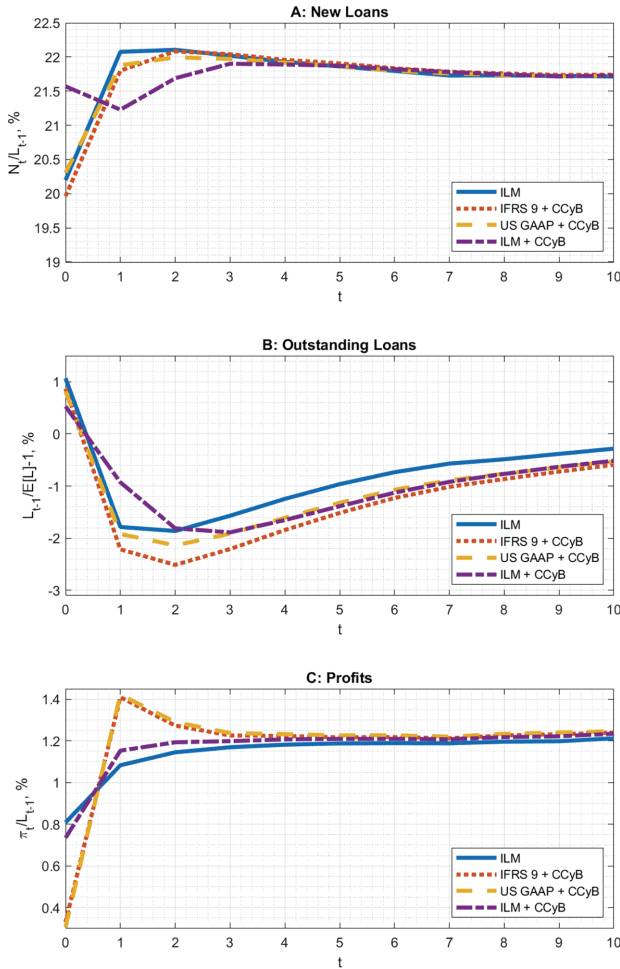 A: New Loans
22.5
22
21.5
21
20.5
20
19.5
19
N_t/L_{t-1}, %
ILM
IFRS 9 + CCyB
US GAAP + CCyB
ILM + CCyB
0 1 2 3 4 5 6 7 8 9 10
t
B: Outstanding Loans
1
0
-1
-2
-3
L_{t-1}/E[L]-1, %
ILM
IFRS 9 + CCyB
US GAAP + CCyB
ILM + CCyB
0 1 2 3 4 5 6 7 8 9 10
t
C: Profits
1.4
1.2
1
0.8
0.6
0.4
π_t/L_{t-1}, %
ILM
IFRS 9 + CCyB
US GAAP + CCyB
ILM + CCyB
0 1 2 3 4 5 6 7 8 9 10
t